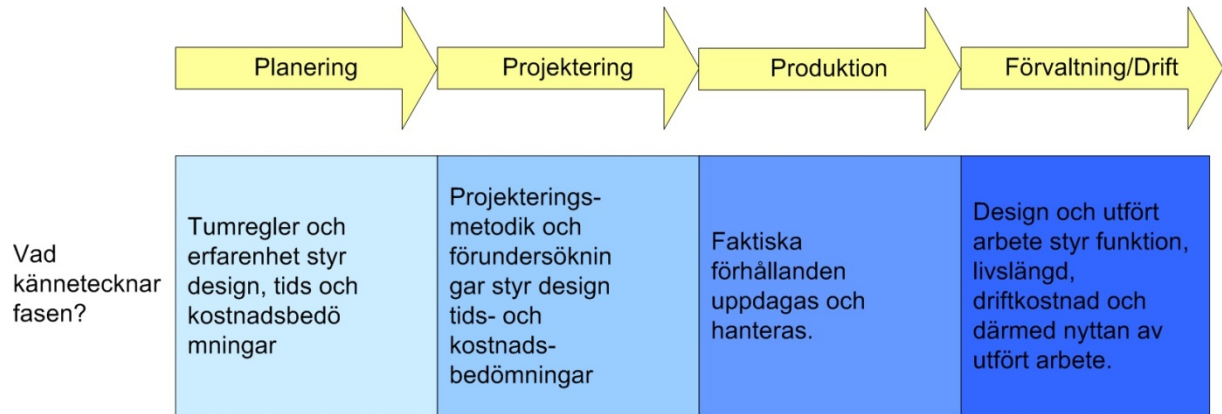 Planering
Projektering
Produktion
Förvaltning/Drift
Vad
kännetecknar
fasen?
Tumregler och
erfarenhet styr
design, tids och
kostnadsbedö
mningar
Projekterings-
metodik och
förundersöknin
gar styr design
tids- och
kostnads-
bedömningar
Faktiska
förhållanden
uppdagas och
hanteras.
Design och utfört
arbete styr funktion,
livslängd,
driftkostnad och
därmed nyttan av
utfört arbete.